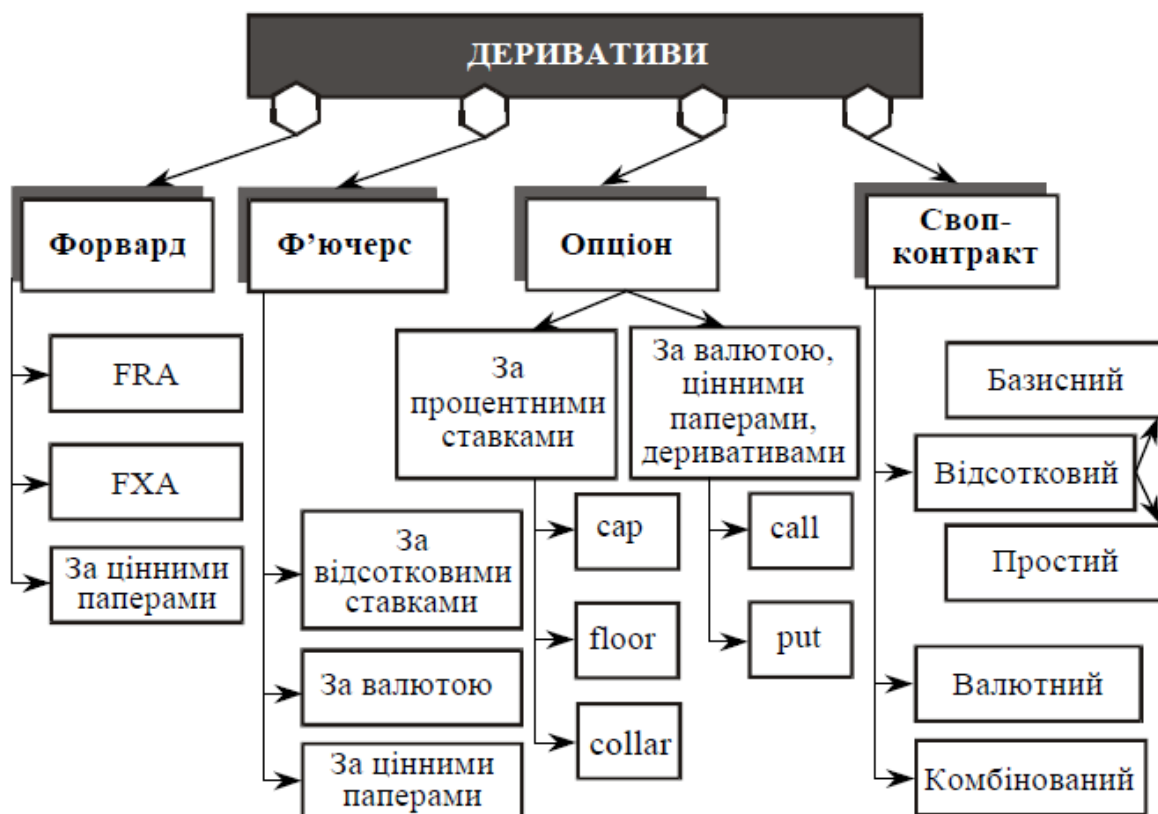 ДЕРИВАТИВИ
Форвард
Ф’ючерс
Опціон
Своп-
контракт
FRA
FXA
За цінними
паперами
За
відсотковими
ставками
За валютою
За цінними
паперами
За
процентними
ставками
cap
floor
collar
За валютою,
цінними
паперами,
деривативами
call
put
Базисний
Відсотковий
Простий
Валютний
Комбінований